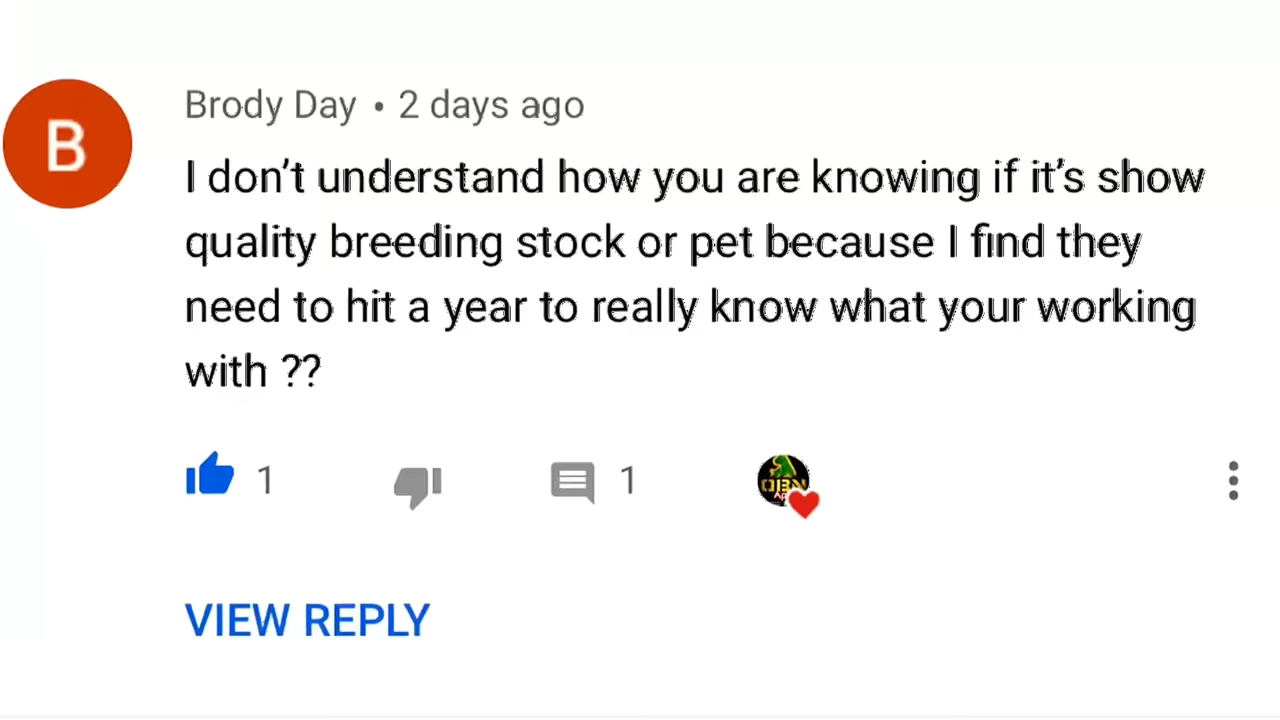 B
Brody Day • 2 days ago
I don’t understand how you are knowing if it’s show
quality breeding stock or pet because I find they
need to hit a year to really know what your working
with ??
1
1
VIEW REPLY